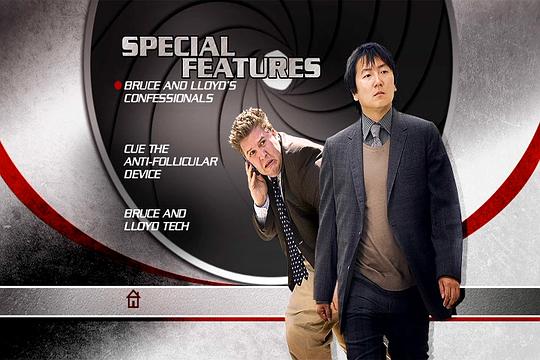 SPECIAL
FEATURES
BRUCE AND LLOYD'S
CONFESSIONALS
CUE THE
ANTI-FOLLICULAR
DEVICE
BRUCE AND
LLOYD TECH